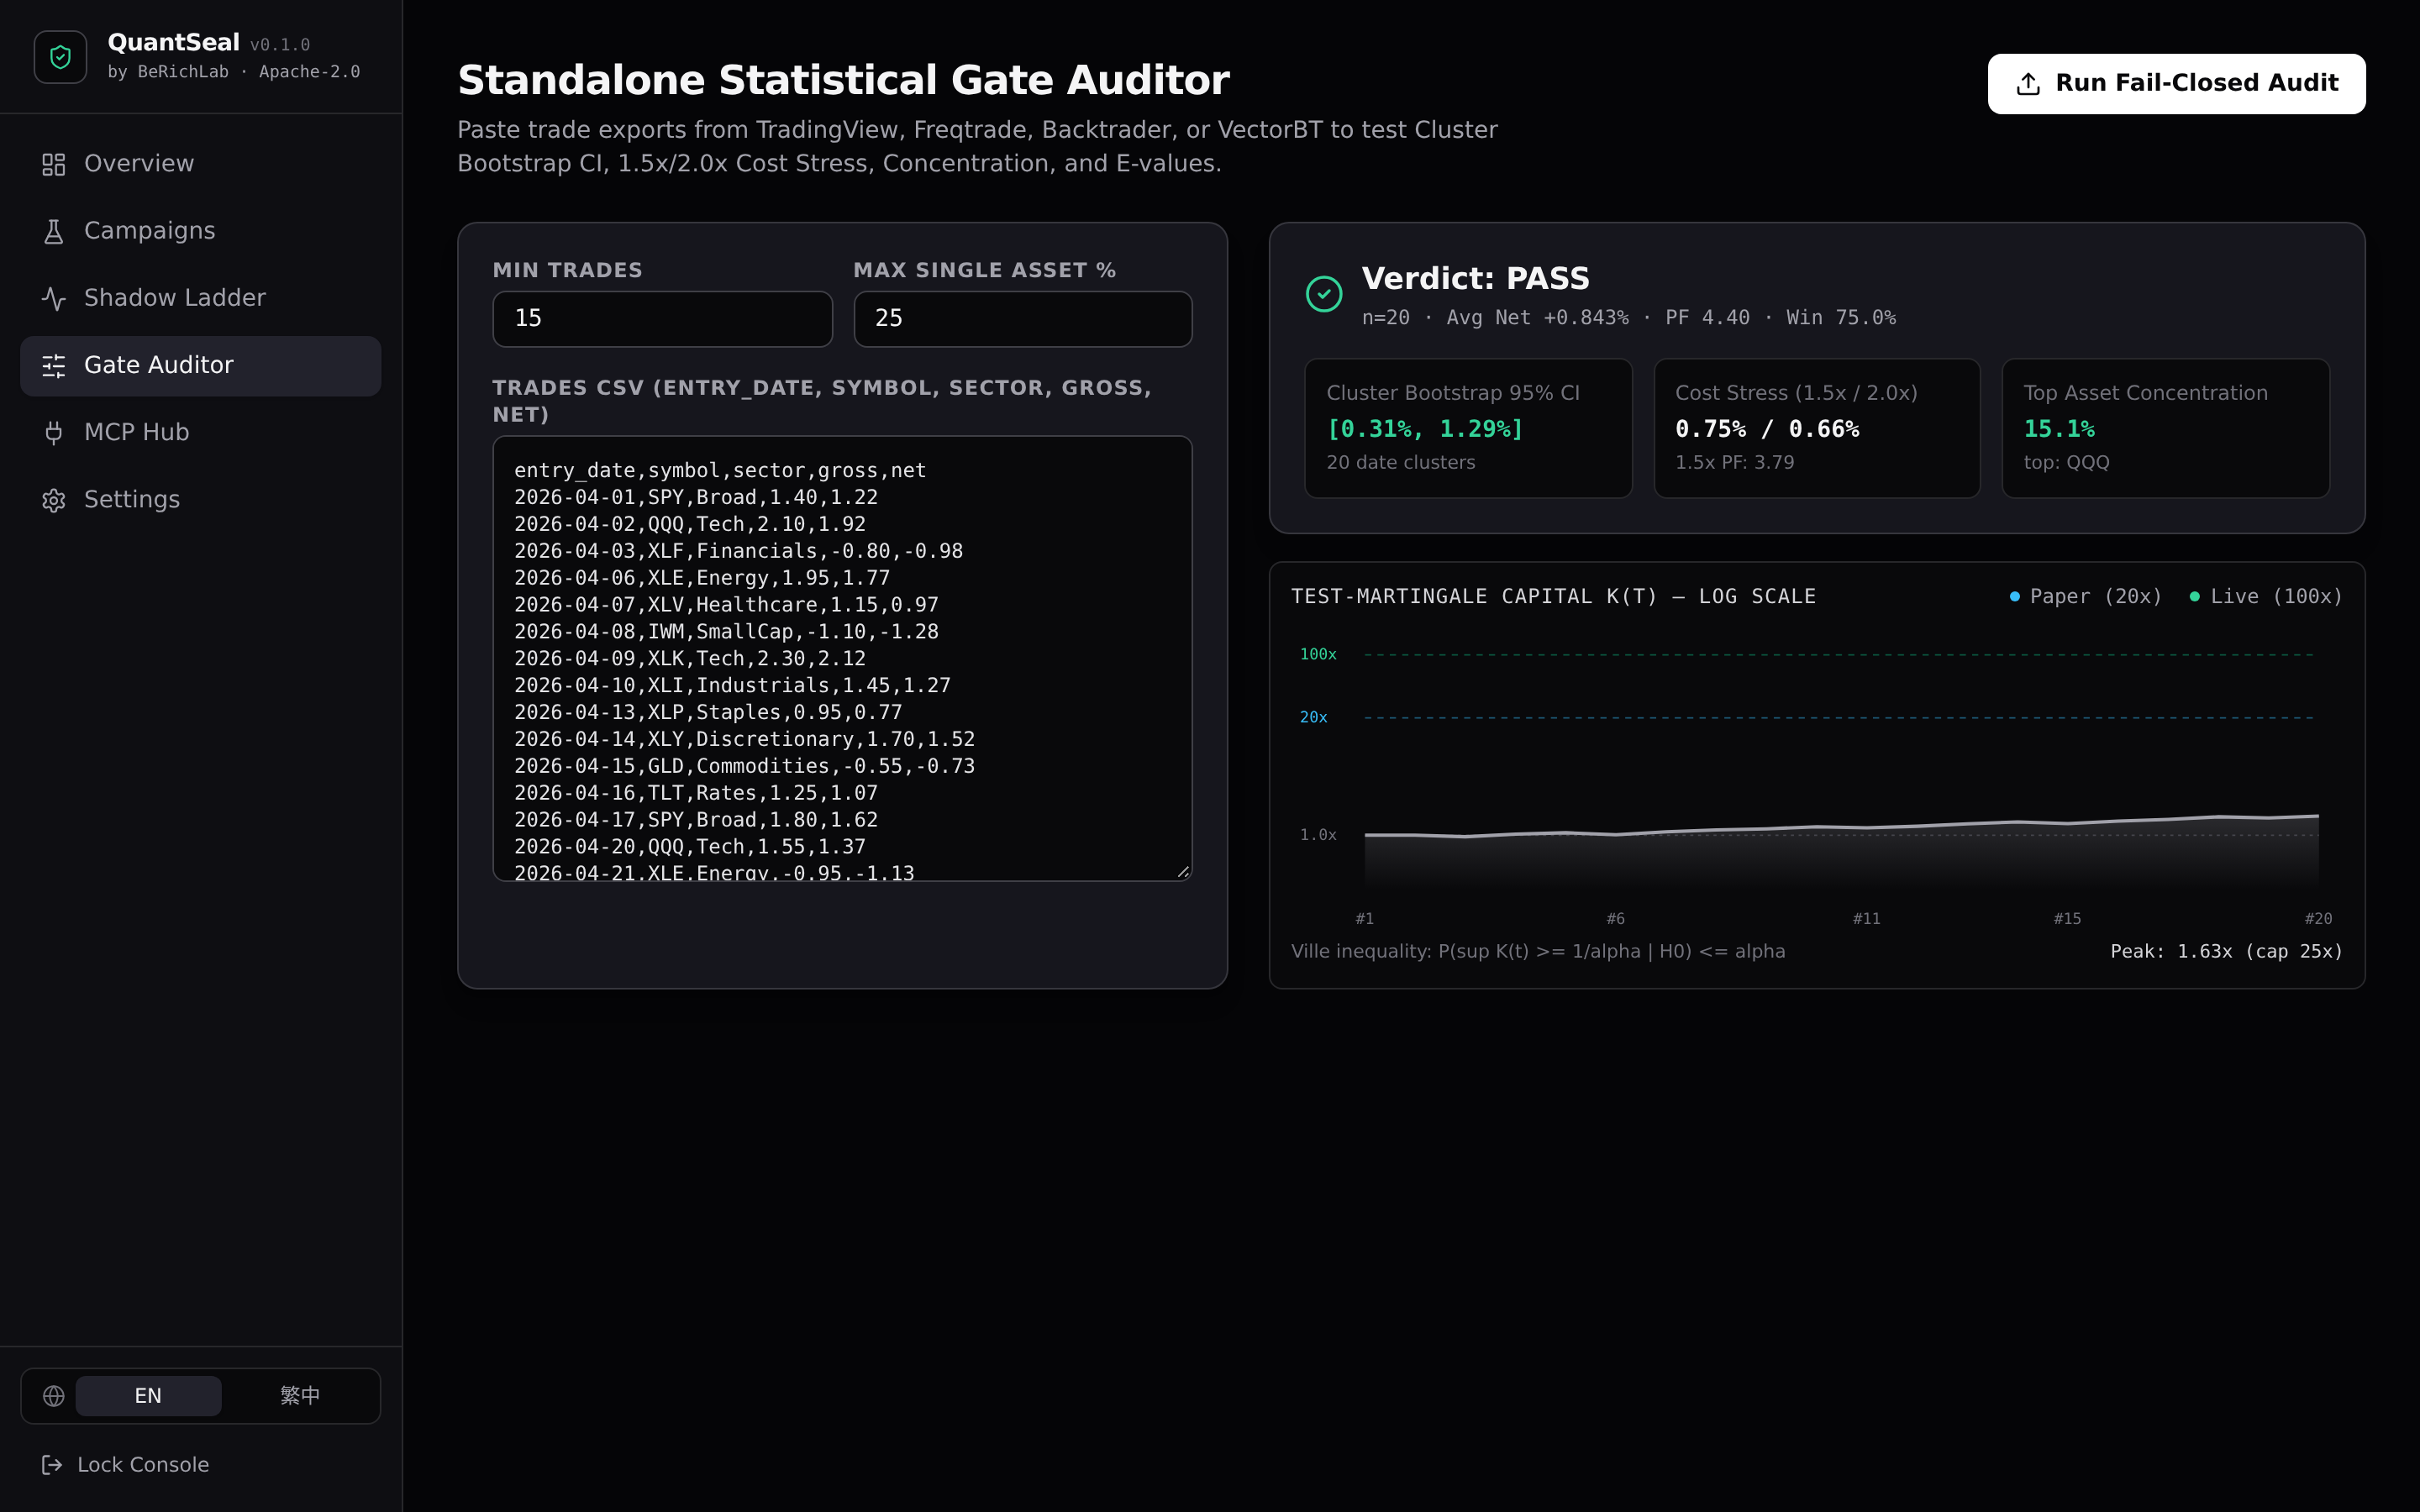 QuantSeal v0.1.0
by BeRichLab · Apache-2.0
Overview
Campaigns
Shadow Ladder
Gate Auditor
MCP Hub
Settings
EN
繁中
Lock Console
Standalone Statistical Gate Auditor
Paste trade exports from TradingView, Freqtrade, Backtrader, or VectorBT to test Cluster
Bootstrap CI, 1.5x/2.0x Cost Stress, Concentration, and E-values.
Run Fail-Closed Audit
MIN TRADES
15
MAX SINGLE ASSET %
25
TRADES CSV (ENTRY_DATE, SYMBOL, SECTOR, GROSS,
NET)
entry_date,symbol,sector,gross,net
2026-04-01,SPY,Broad,1.40,1.22
2026-04-02,QQQ,Tech,2.10,1.92
2026-04-03,XLF,Financials,-0.80,-0.98
2026-04-06,XLE,Energy,1.95,1.77
2026-04-07,XLV,Healthcare,1.15,0.97
2026-04-08,IWM,SmallCap,-1.10,-1.28
2026-04-09,XLK,Tech,2.30,2.12
2026-04-10,XLI,Industrials,1.45,1.27
2026-04-13,XLP,Staples,0.95,0.77
2026-04-14,XLY,Discretionary,1.70,1.52
2026-04-15,GLD,Commodities,-0.55,-0.73
2026-04-16,TLT,Rates,1.25,1.07
2026-04-17,SPY,Broad,1.80,1.62
2026-04-20,QQQ,Tech,1.55,1.37
2026-04-21,XLE,Energy,-0.95,-1.13
Verdict: PASS
n=20 · Avg Net +0.843% · PF 4.40 · Win 75.0%
Cluster Bootstrap 95% CI
[0.31%, 1.29%]
20 date clusters
Cost Stress (1.5x / 2.0x)
0.75% / 0.66%
1.5x PF: 3.79
Top Asset Concentration
15.1%
top: QQQ
TEST-MARTINGALE CAPITAL K(T) — LOG SCALE
Paper (20x)
Live (100x)
100x
20x
1.0x
#1
#6
#11
#15
#20
Ville inequality: P(sup K(t) >= 1/alpha | H0) <= alpha
Peak: 1.63x (cap 25x)